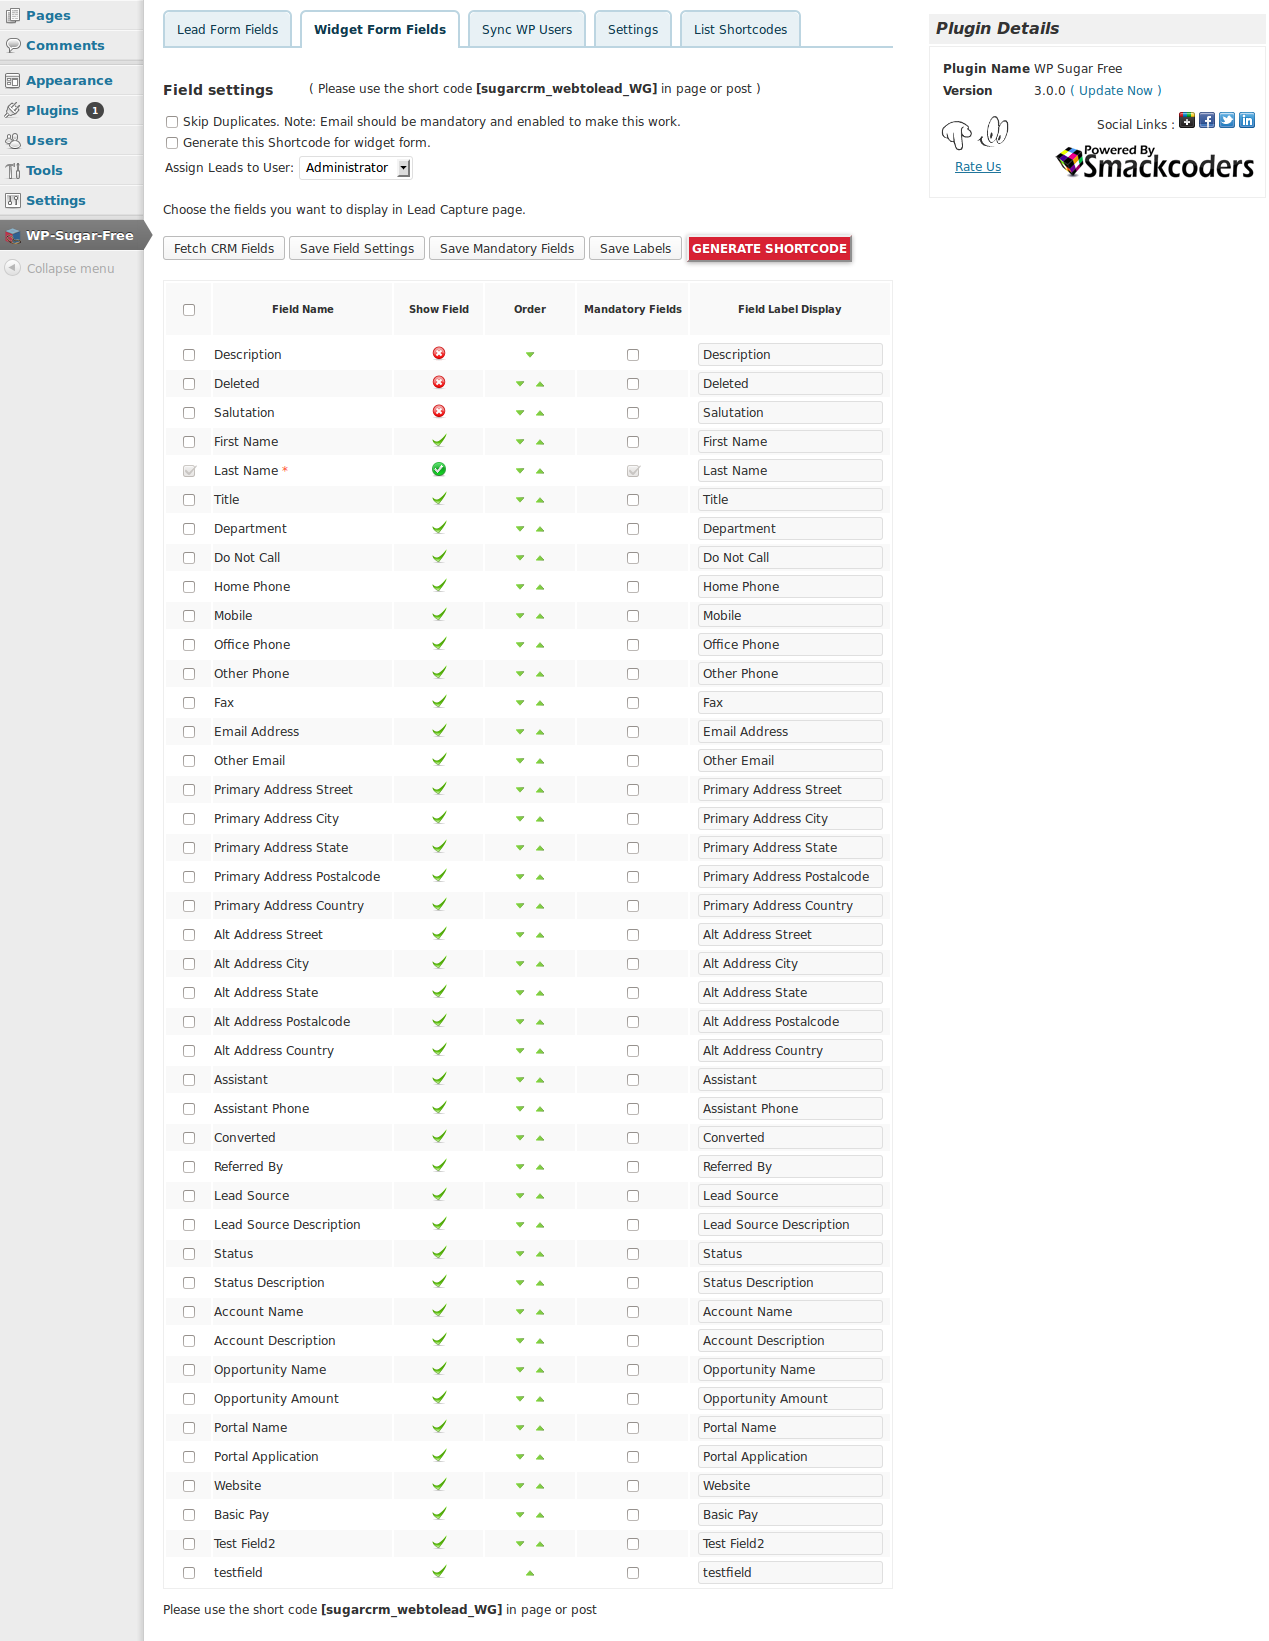 Pages
Comments
Appearance
Plugins 1
Users
Tools
Settings
WP-Sugar-Free
Collapse menu
Lead Form Fields
Widget Form Fields
Sync WP Users
Settings
List Shortcodes
Field settings ( Please use the short code [sugarcrm_webtolead_WG] in page or post )
Skip Duplicates. Note: Email should be mandatory and enabled to make this work.
Generate this Shortcode for widget form.
Assign Leads to User: Administrator
Choose the fields you want to display in Lead Capture page.
Fetch CRM Fields Save Field Settings Save Mandatory Fields Save Labels GENERATE SHORTCODE
Field Name Show Field Order Mandatory Fields Field Label Display
Description Description
Deleted Deleted
Salutation Salutation
First Name First Name
Last Name * Last Name
Title Title
Department Department
Do Not Call Do Not Call
Home Phone Home Phone
Mobile Mobile
Office Phone Office Phone
Other Phone Other Phone
Fax Fax
Email Address Email Address
Other Email Other Email
Primary Address Street Primary Address Street
Primary Address City Primary Address City
Primary Address State Primary Address State
Primary Address Postalcode Primary Address Postalcode
Primary Address Country Primary Address Country
Alt Address Street Alt Address Street
Alt Address City Alt Address City
Alt Address State Alt Address State
Alt Address Postalcode Alt Address Postalcode
Alt Address Country Alt Address Country
Assistant Assistant
Assistant Phone Assistant Phone
Converted Converted
Referred By Referred By
Lead Source Lead Source
Lead Source Description Lead Source Description
Status Status
Status Description Status Description
Account Name Account Name
Account Description Account Description
Opportunity Name Opportunity Name
Opportunity Amount Opportunity Amount
Portal Name Portal Name
Portal Application Portal Application
Website Website
Basic Pay Basic Pay
Test Field2 Test Field2
testfield testfield
Please use the short code [sugarcrm_webtolead_WG] in page or post
Plugin Details
Plugin Name WP Sugar Free
Version 3.0.0 ( Update Now )
Social Links :
Rate Us
Powered By
Smackcoders